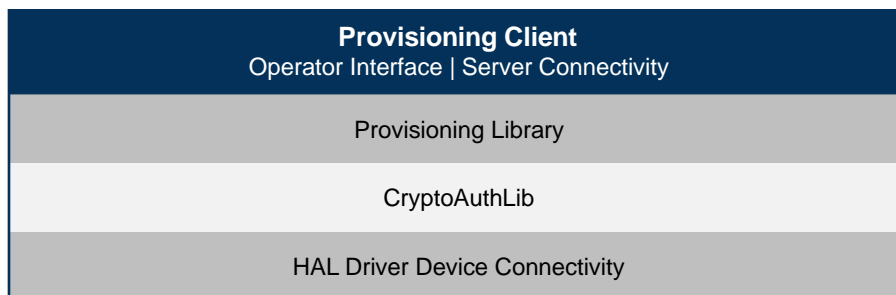 Provisioning Client
Operator Interface | Server Connectivity
Provisioning Library
CryptoAuthLib
HAL Driver Device Connectivity